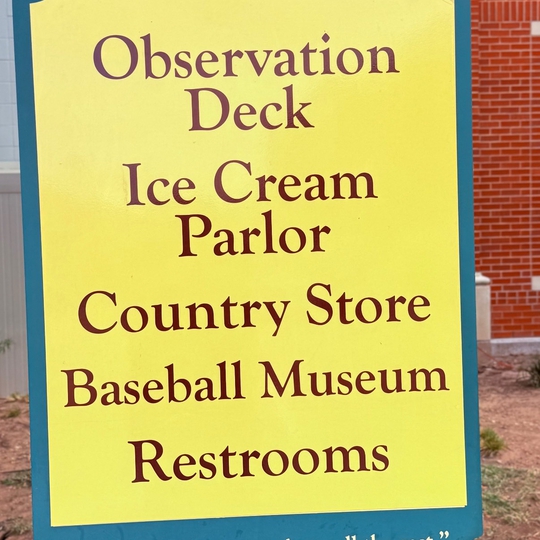 Observation
Deck
Ice Cream
Parlor
Country Store
Baseball Museum
Restrooms